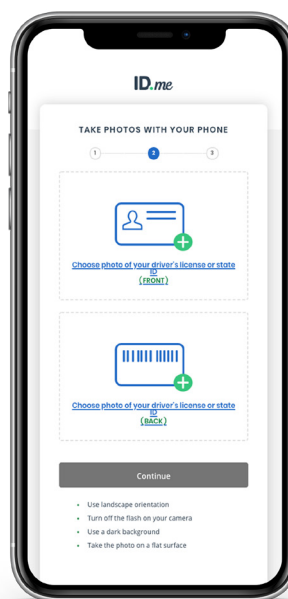 ID.me
TAKE PHOTOS WITH YOUR PHONE
1 2 3
Choose photo of your driver's license or state
ID
(FRONT)
Choose photo of your driver's license or state
ID
(BACK)
Continue
Use landscape orientation
Turn off the flash on your camera
Use a dark background
Take the photo on a flat surface